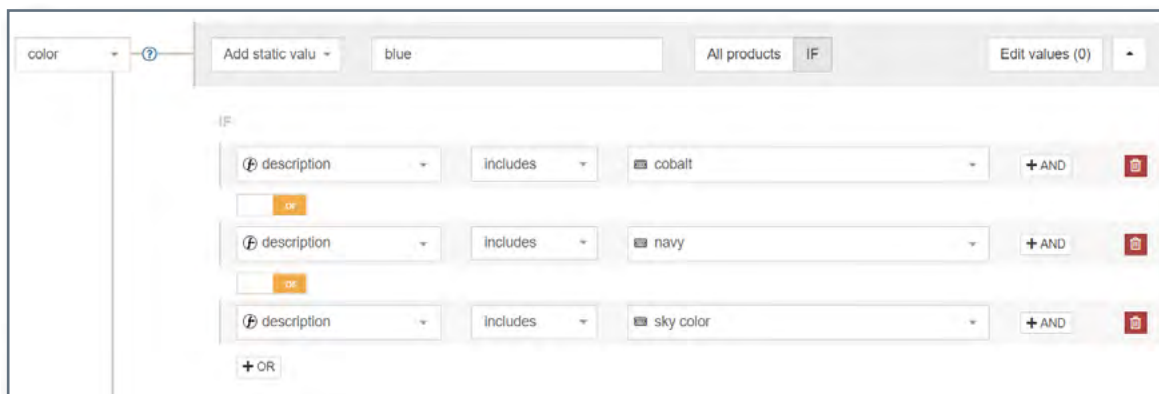 color Add static valu blue All products IF Edit values (0)
IF
description includes cobalt + AND
or
description includes navy + AND
or
description includes sky color + AND
+ OR